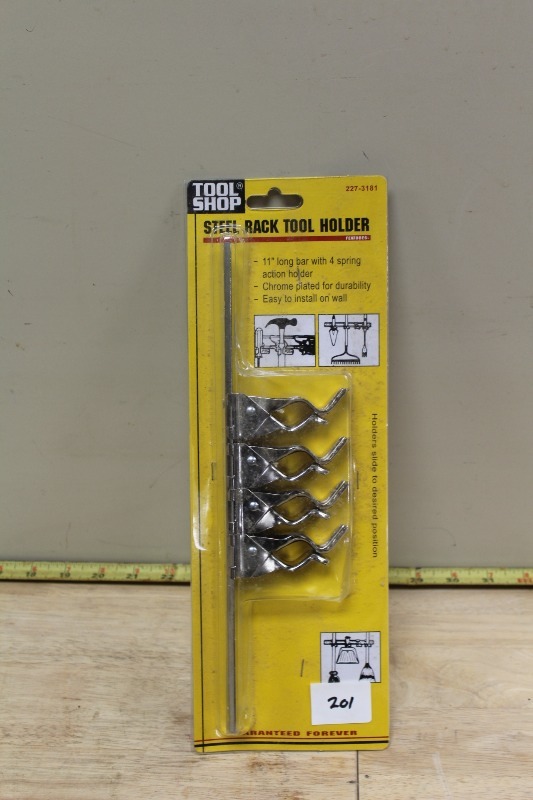 TOOL®
SHOP
227-3181
STEEL RACK TOOL HOLDER
FEATURES
- 11" long bar with 4 spring
action holder
- Chrome plated for durability
- Easy to install on wall
Holders slide to desired position
201
ARANTEED FOREVER